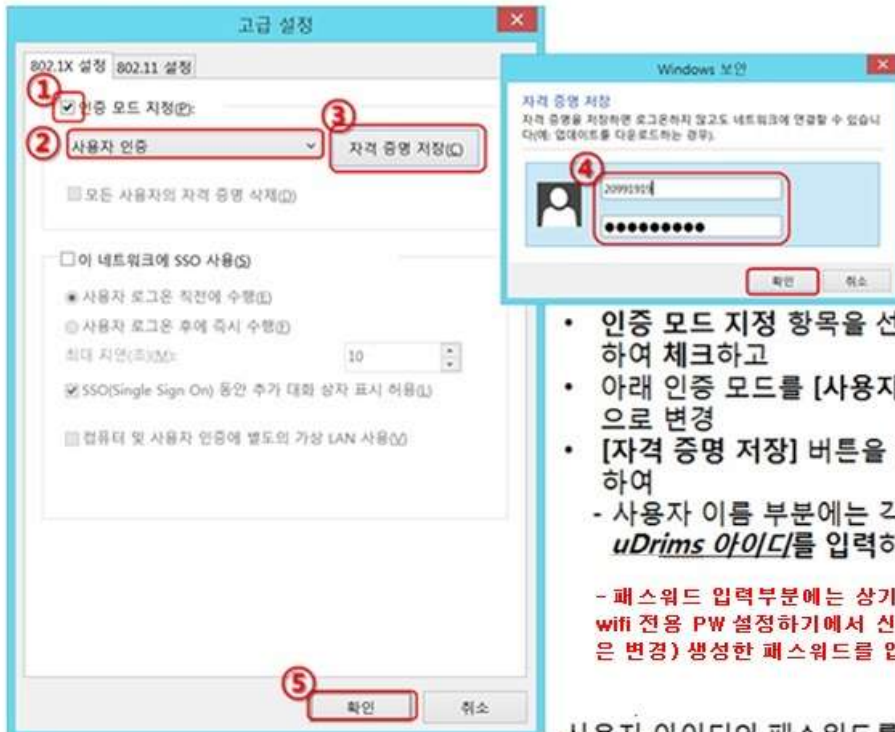 고급 설정
802.1X 설정 802.11 설정
①
인증 모드 지정(P):
②
사용자 인증
③
자격 증명 저장(C)
모든 사용자의 자격 증명 삭제(D)
이 네트워크에 SSO 사용(S)
사용자 로그온 직전에 수행(E)
사용자 로그온 후에 즉시 수행(F)
최대 지연(초)(M): 10
SSO(Single Sign On) 동안 추가 대화 상자 표시 허용(L)
컴퓨터 및 사용자 인증에 별도의 가상 LAN 사용(V)
⑤
확인 취소
Windows 보안
자격 증명 저장
자격 증명을 저장하면 로그온하지 않고도 네트워크에 연결할 수 있습니
다(예: 업데이트를 다운로드하는 경우).
④
20991919
확인 취소
• 인증 모드 지정 항목을 선
하여 체크하고
• 아래 인증 모드를 [사용자
으로 변경
• [자격 증명 저장] 버튼을
하여
- 사용자 이름 부분에는 각
uDrims 아이디를 입력하
- 패스워드 입력부분에는 상기
wifi 전용 PW 설정하기에서 신
은 변경) 생성한 패스워드를 입
사용자 아이디와 패스워드를